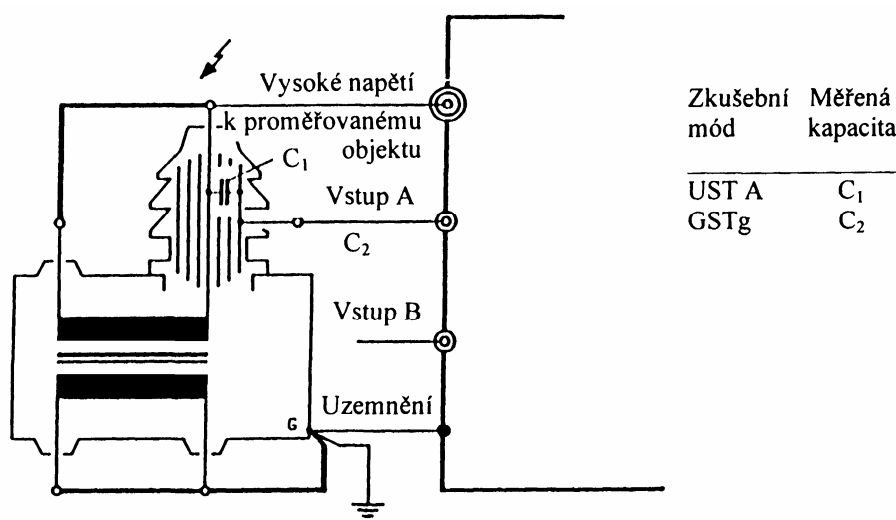 Vysoké napětí
k proměřovanému
objektu
C₁
Vstup A
C₂
Vstup B
Uzemnění
G
Zkušební Měřená
mód kapacita
UST A C₁
GSTg C₂